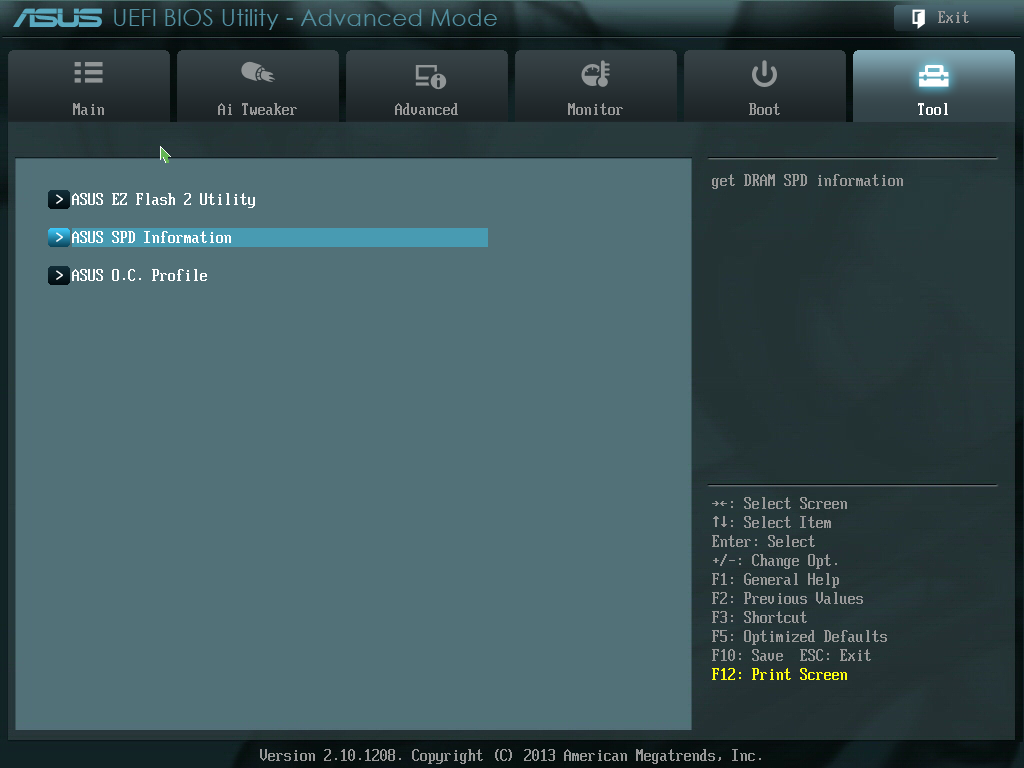 ASUS UEFI BIOS Utility - Advanced Mode
Exit
Main
Ai Tweaker
Advanced
Monitor
Boot
Tool
> ASUS EZ Flash 2 Utility
> ASUS SPD Information
> ASUS O.C. Profile
get DRAM SPD information
→←: Select Screen
↑↓: Select Item
Enter: Select
+/-: Change Opt.
F1: General Help
F2: Previous Values
F3: Shortcut
F5: Optimized Defaults
F10: Save  ESC: Exit
F12: Print Screen
Version 2.10.1208. Copyright (C) 2013 American Megatrends, Inc.